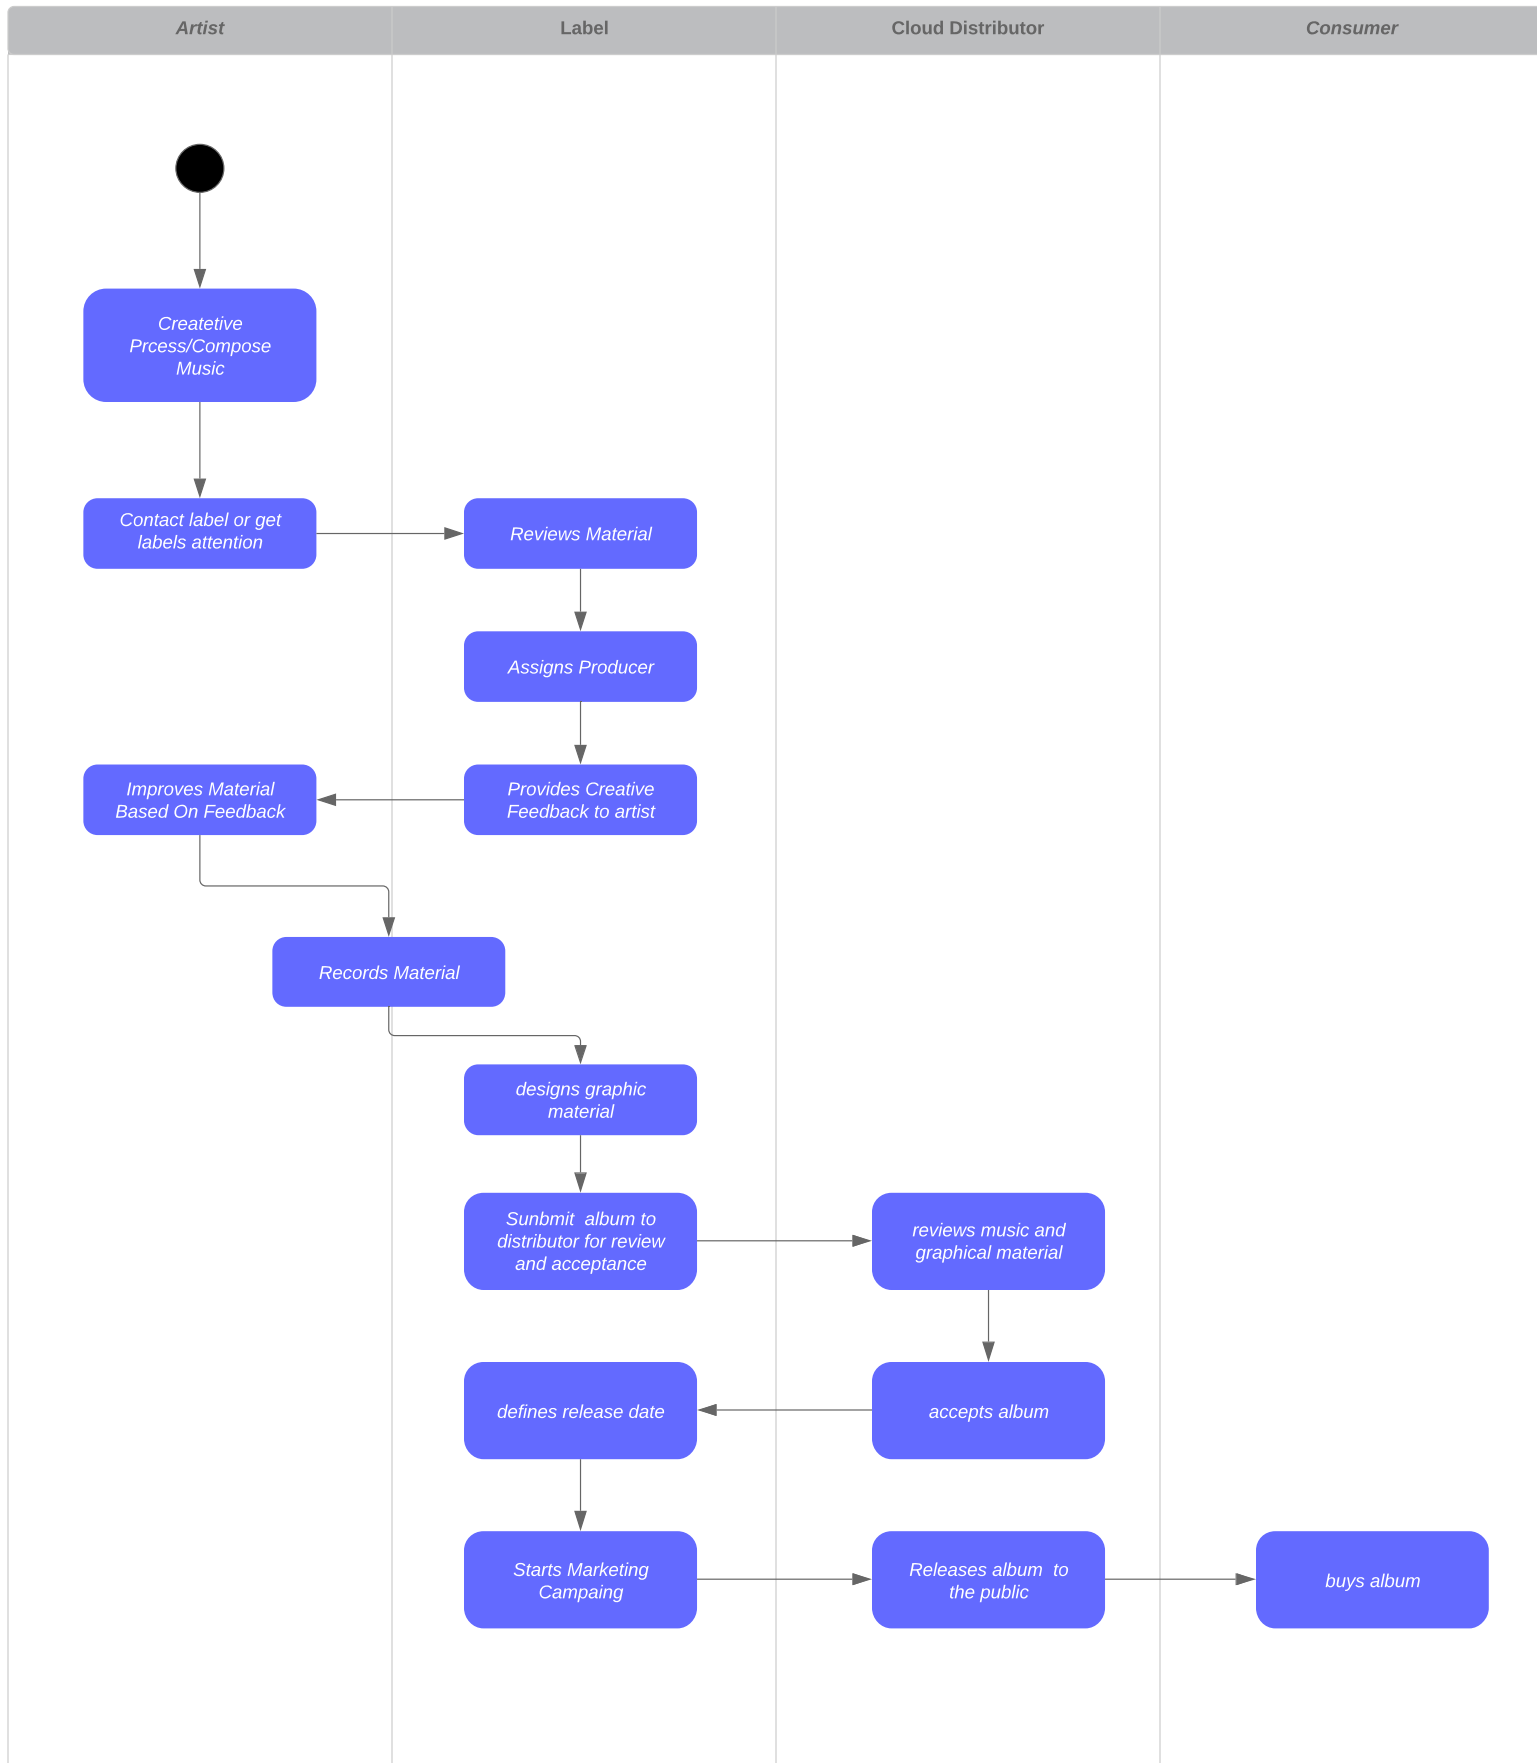 Artist
Label
Cloud Distributor
Consumer
Createtive
Prcess/Compose
Music
Contact label or get
labels attention
Reviews Material
Assigns Producer
Improves Material
Based On Feedback
Provides Creative
Feedback to artist
Records Material
designs graphic
material
Sunbmit  album to
distributor for review
and acceptance
reviews music and
graphical material
defines release date
accepts album
Starts Marketing
Campaing
Releases album  to
the public
buys album